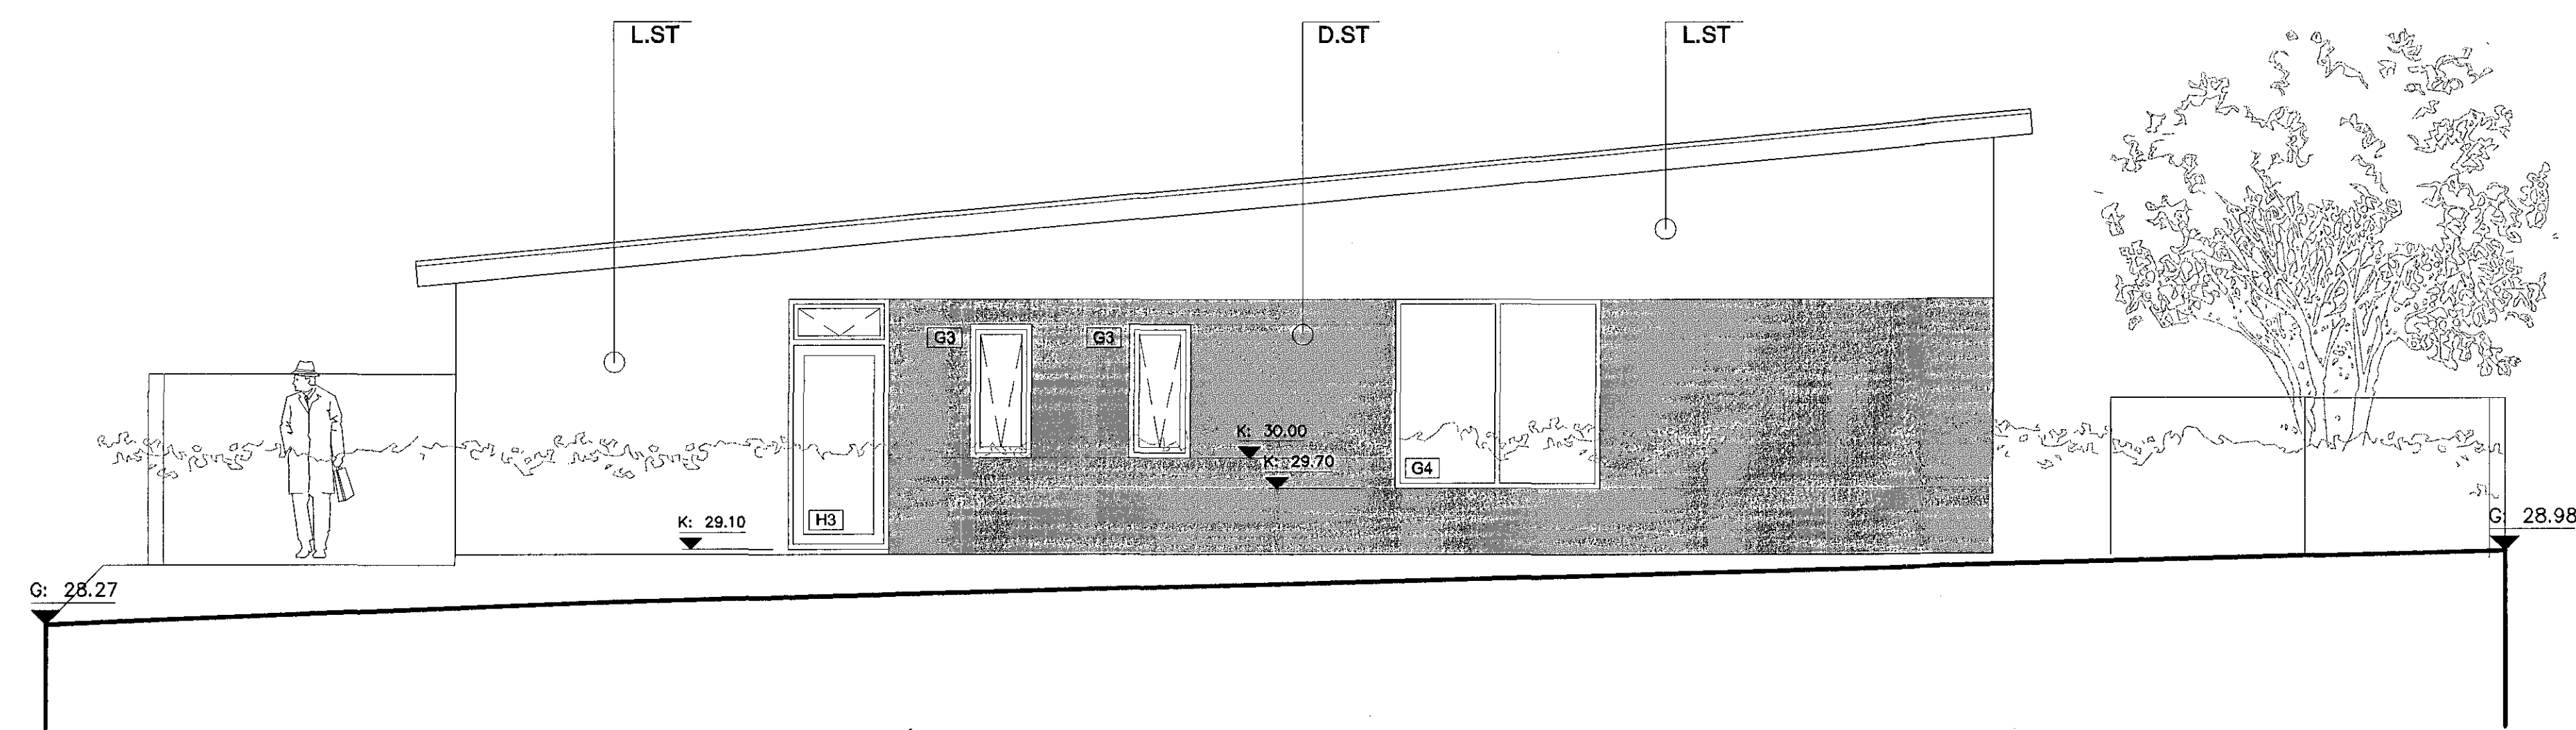 L.ST
D.ST
L.ST
G3
G3
K: 30.00
K: 29.70
G4
H3
K: 29.10
G: 28.98
G: 28.27